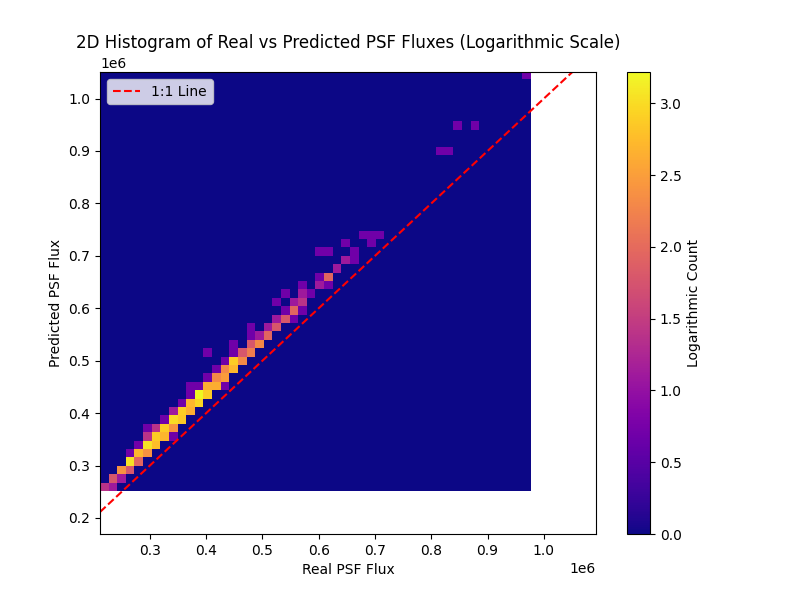 2D Histogram of Real vs Predicted PSF Fluxes (Logarithmic Scale)
1e6
1:1 Line
1.0
0.9
0.8
0.7
0.6
0.5
0.4
0.3
0.2
Predicted PSF Flux
0.3 0.4 0.5 0.6 0.7 0.8 0.9 1.0
1e6
Real PSF Flux
3.0
2.5
2.0
1.5
1.0
0.5
0.0
Logarithmic Count